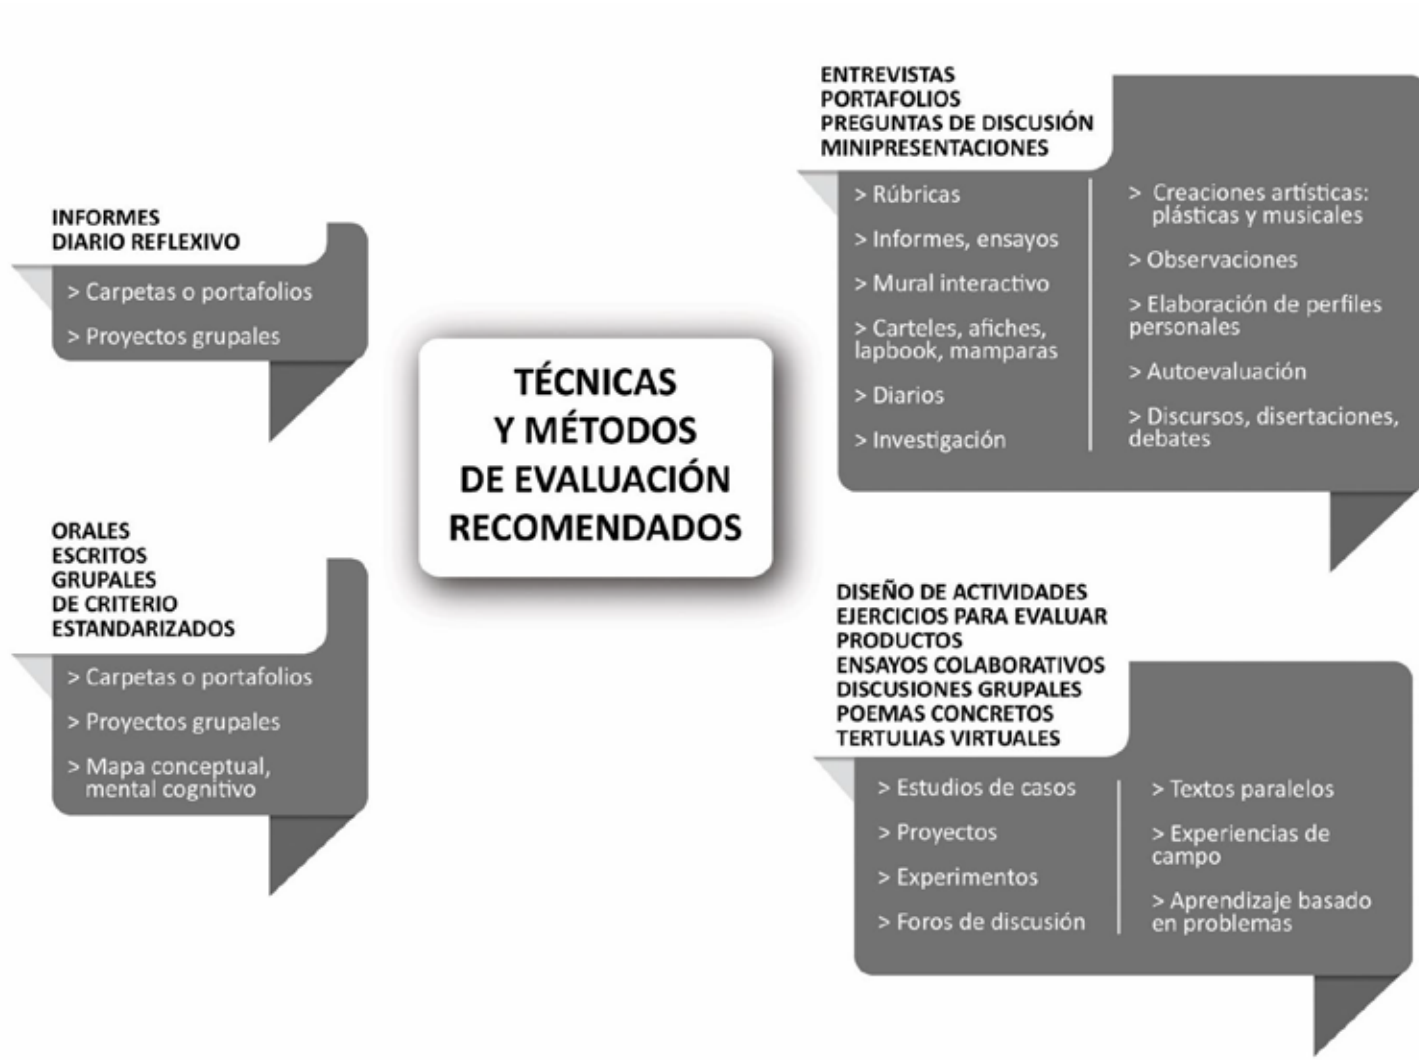 INFORMES
DIARIO REFLEXIVO
> Carpetas o portafolios
> Proyectos grupales
ORALES
ESCRITOS
GRUPALES
DE CRITERIO
ESTANDARIZADOS
> Carpetas o portafolios
> Proyectos grupales
> Mapa conceptual,
mental cognitivo
TÉCNICAS
Y MÉTODOS
DE EVALUACIÓN
RECOMENDADOS
ENTREVISTAS
PORTAFOLIOS
PREGUNTAS DE DISCUSIÓN
MINIPRESENTACIONES
> Rúbricas
> Informes, ensayos
> Mural interactivo
> Carteles, afiches,
lapbook, mamparas
> Diarios
> Investigación
> Creaciones artísticas:
plásticas y musicales
> Observaciones
> Elaboración de perfiles
personales
> Autoevaluación
> Discursos, disertaciones,
debates
DISEÑO DE ACTIVIDADES
EJERCICIOS PARA EVALUAR
PRODUCTOS
ENSAYOS COLABORATIVOS
DISCUSIONES GRUPALES
POEMAS CONCRETOS
TERTULIAS VIRTUALES
> Estudios de casos
> Proyectos
> Experimentos
> Foros de discusión
> Textos paralelos
> Experiencias de
campo
> Aprendizaje basado
en problemas